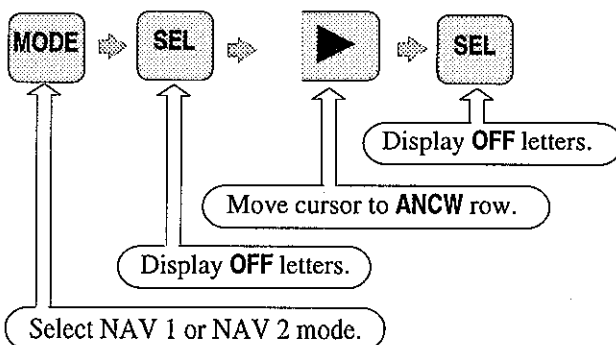 MODE SEL SEL
Display OFF letters.
Move cursor to ANCW row.
Display OFF letters.
Select NAV 1 or NAV 2 mode.